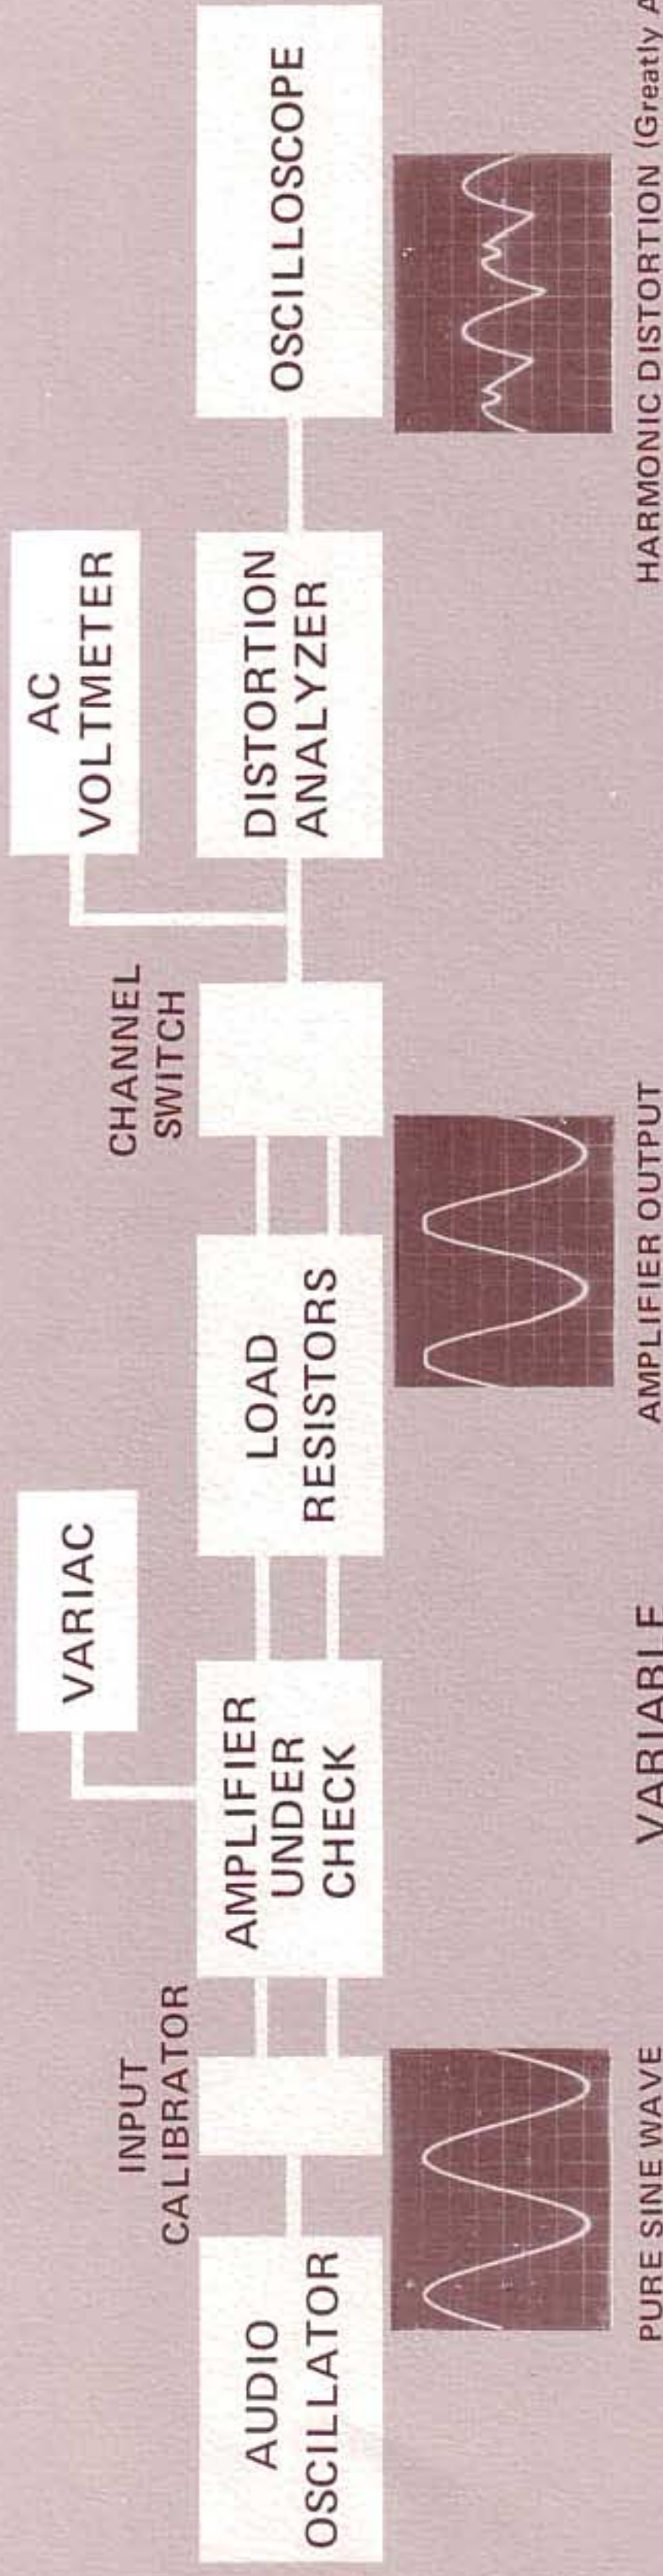 AUDIO
OSCILLATOR
INPUT
CALIBRATOR
AMPLIFIER
UNDER
CHECK
VARIAC
LOAD
RESISTORS
CHANNEL
SWITCH
AC
VOLTMETER
DISTORTION
ANALYZER
OSCILLOSCOPE
PURE SINE WAVE
VARIABLE
AMPLIFIER OUTPUT
HARMONIC DISTORTION (Greatly